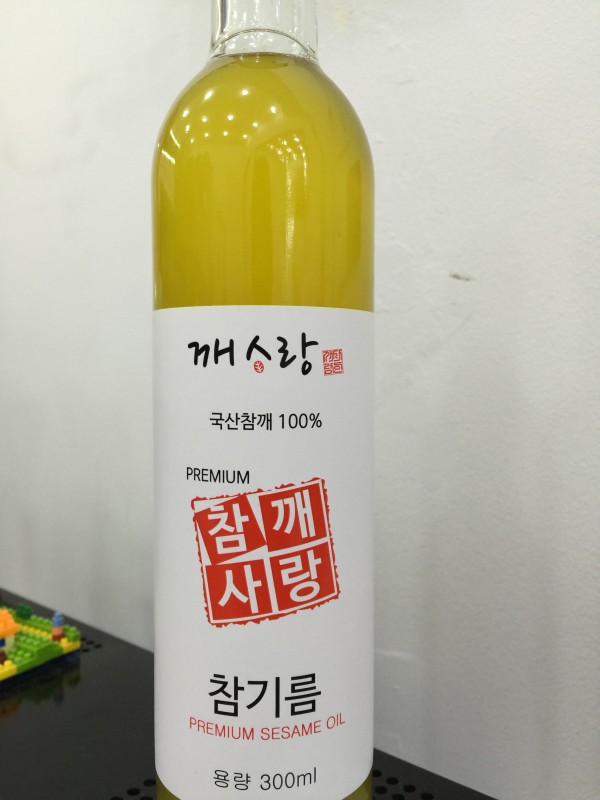 깨사랑
국산참깨 100%
PREMIUM
참깨
사랑
참기름
PREMIUM SESAME OIL
용량 300ml